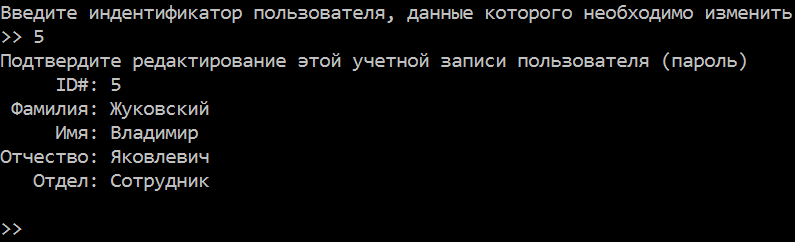 Введите индентификатор пользователя, данные которого необходимо изменить
>> 5
Подтвердите редактирование этой учетной записи пользователя (пароль)
ID#: 5
Фамилия: Жуковский
Имя: Владимир
Отчество: Яковлевич
Отдел: Сотрудник
>>